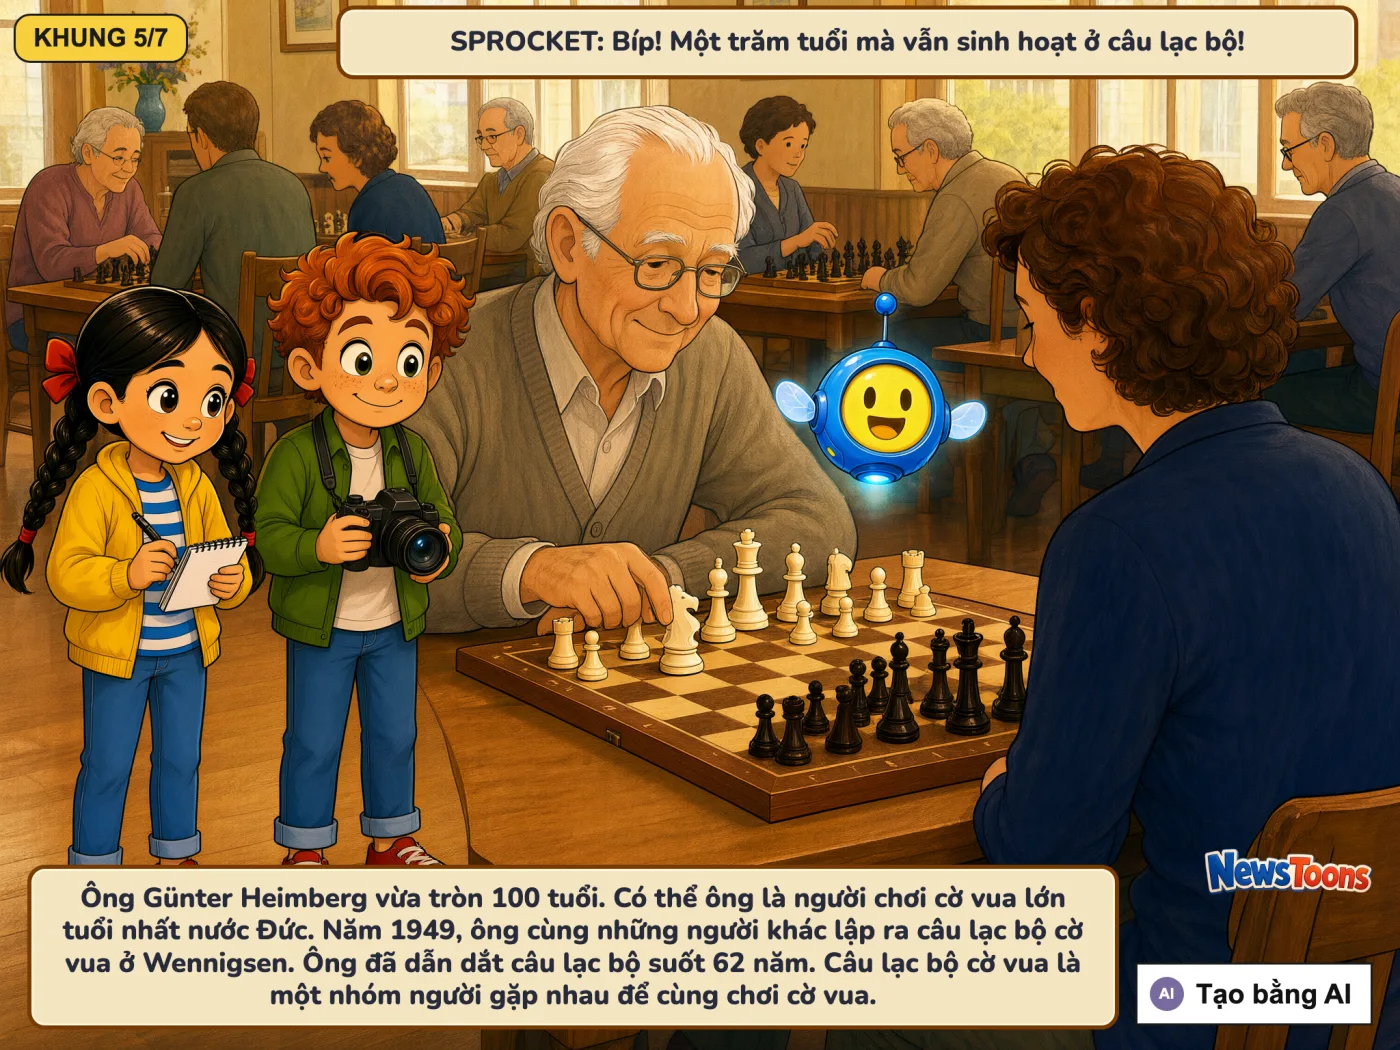 KHUNG 5/7
SPROCKET: Bíp! Một trăm tuổi mà vẫn sinh hoạt ở câu lạc bộ!
Ông Günter Heimberg vừa tròn 100 tuổi. Có thể ông là người chơi cờ vua lớn
tuổi nhất nước Đức. Năm 1949, ông cùng những người khác lập ra câu lạc bộ cờ
vua ở Wennigsen. Ông đã dẫn dắt câu lạc bộ suốt 62 năm. Câu lạc bộ cờ vua là
một nhóm người gặp nhau để cùng chơi cờ vua.
NewsToons
AI Tạo bằng AI